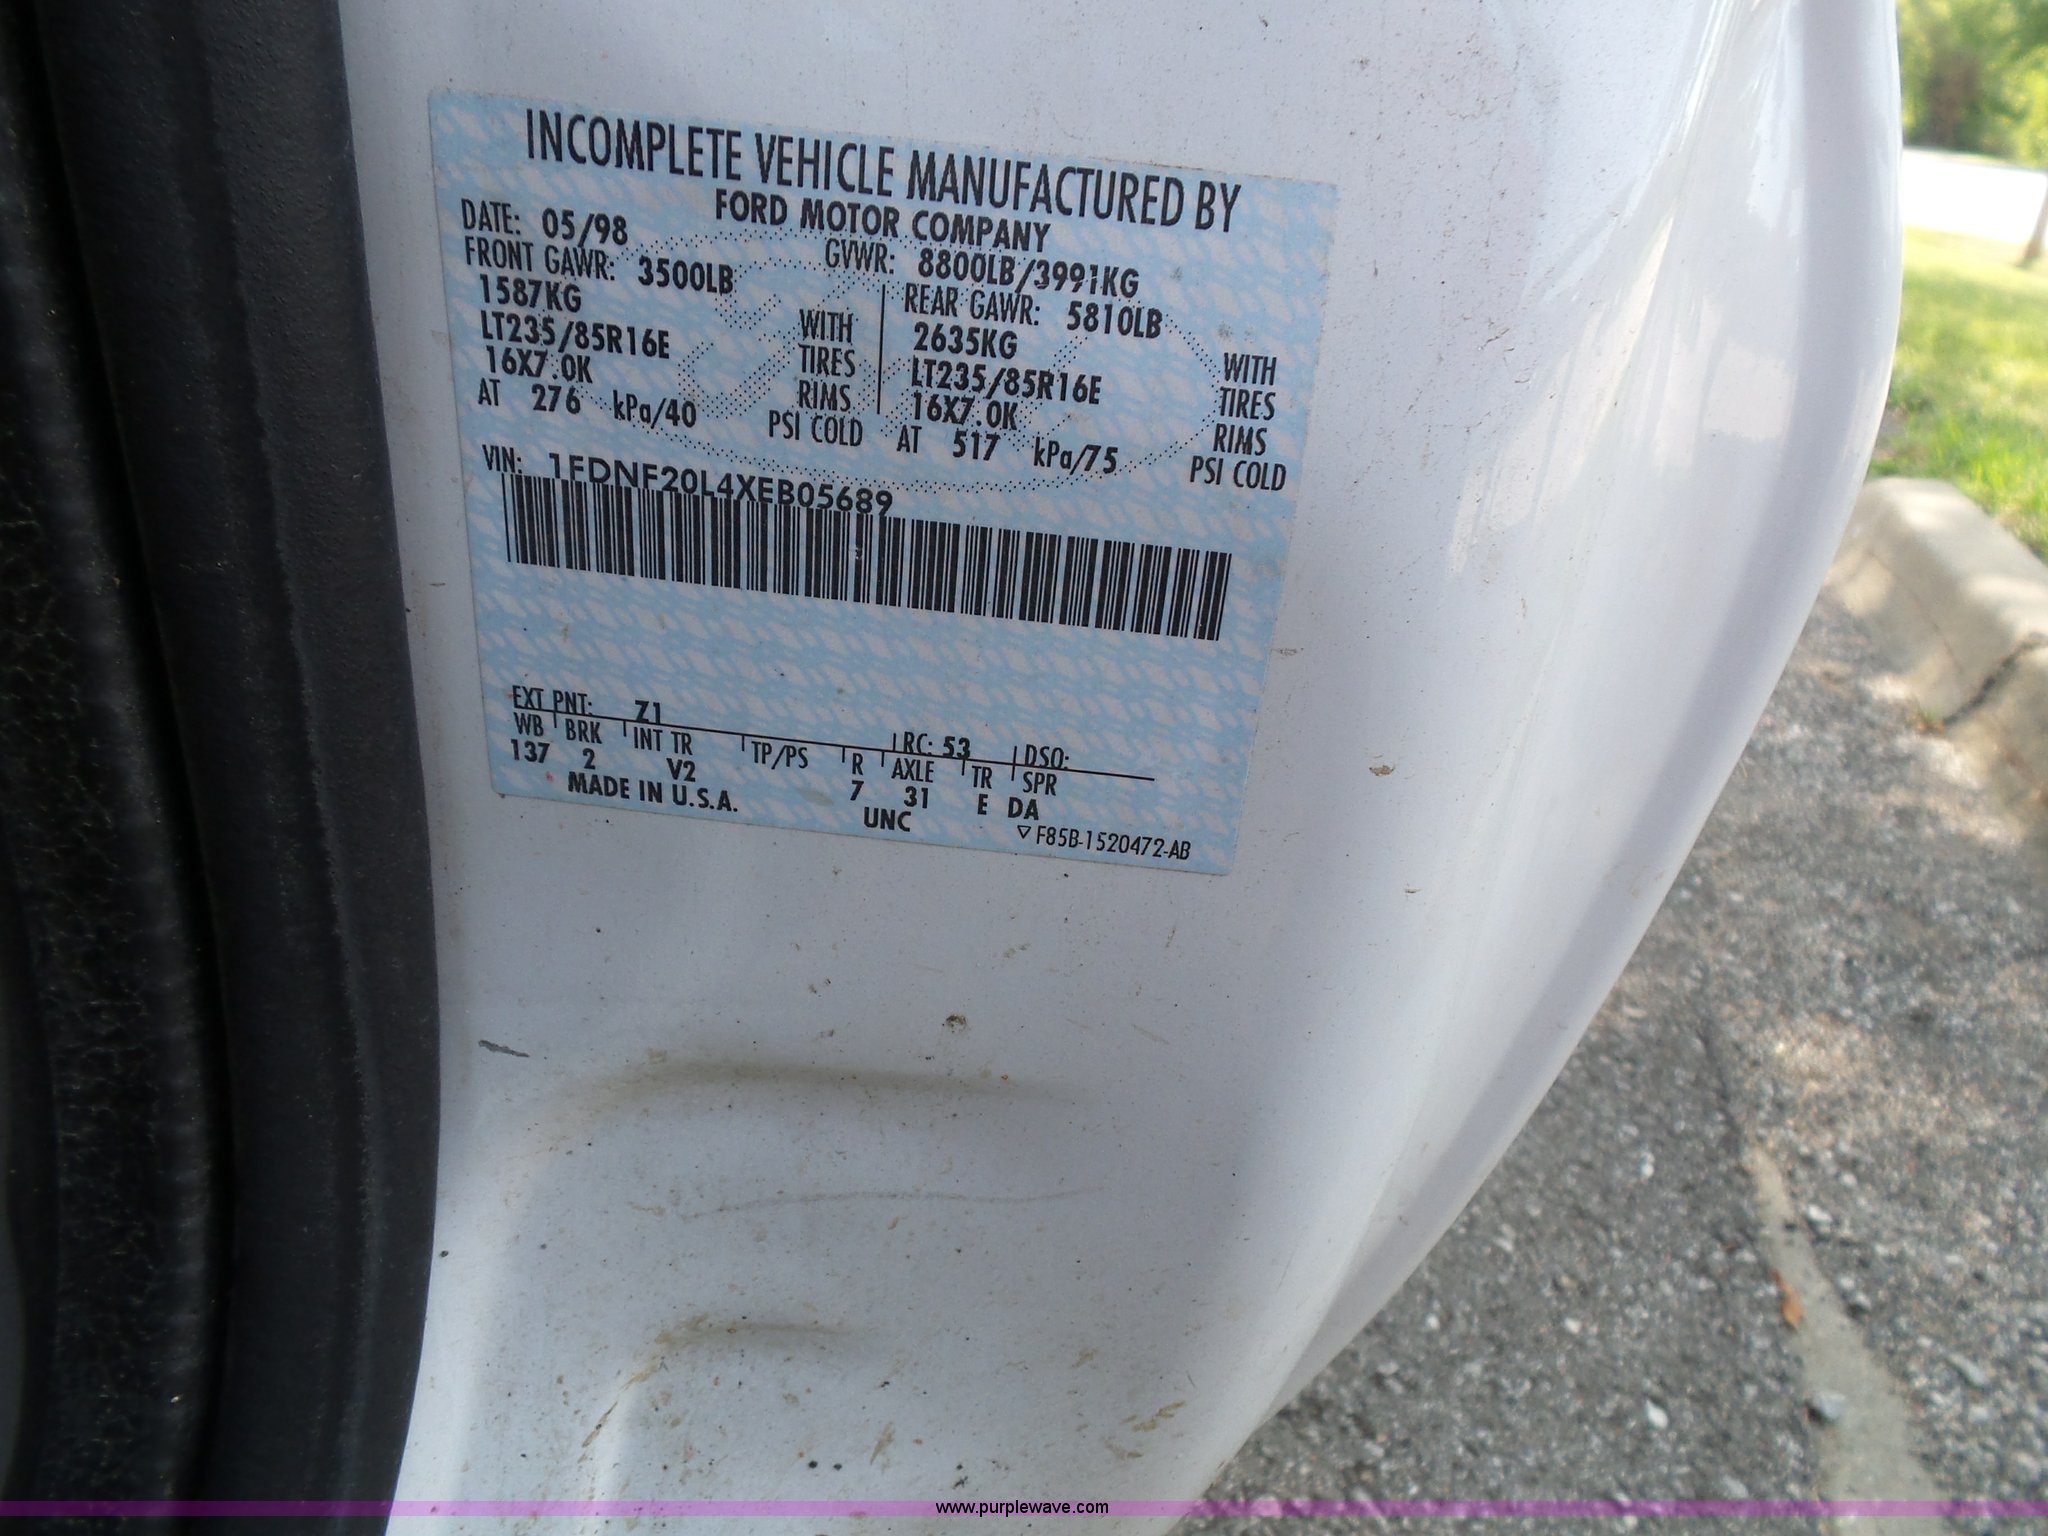 INCOMPLETE VEHICLE MANUFACTURED BY
FORD MOTOR COMPANY
DATE: 05/98 GVWR: 8800LB/3991KG
FRONT GAWR: 3500LB REAR GAWR: 5810LB
1587KG WITH 2635KG WITH
LT235/85R16E TIRES LT235/85R16E TIRES
16X7.0K RIMS 16X7.0K RIMS
AT 276 kPa/40 PSI COLD AT 517 kPa/75 PSI COLD
VIN: 1FDNF20L4XEB05689
EXT PNT: Z1 RC: 53 DSO:
WB BRK INT TR TP/PS R AXLE TR SPR
137 2 V2 7 31 E DA
MADE IN U.S.A. UNC
▽ F85B-1520472-AB
www.purplewave.com